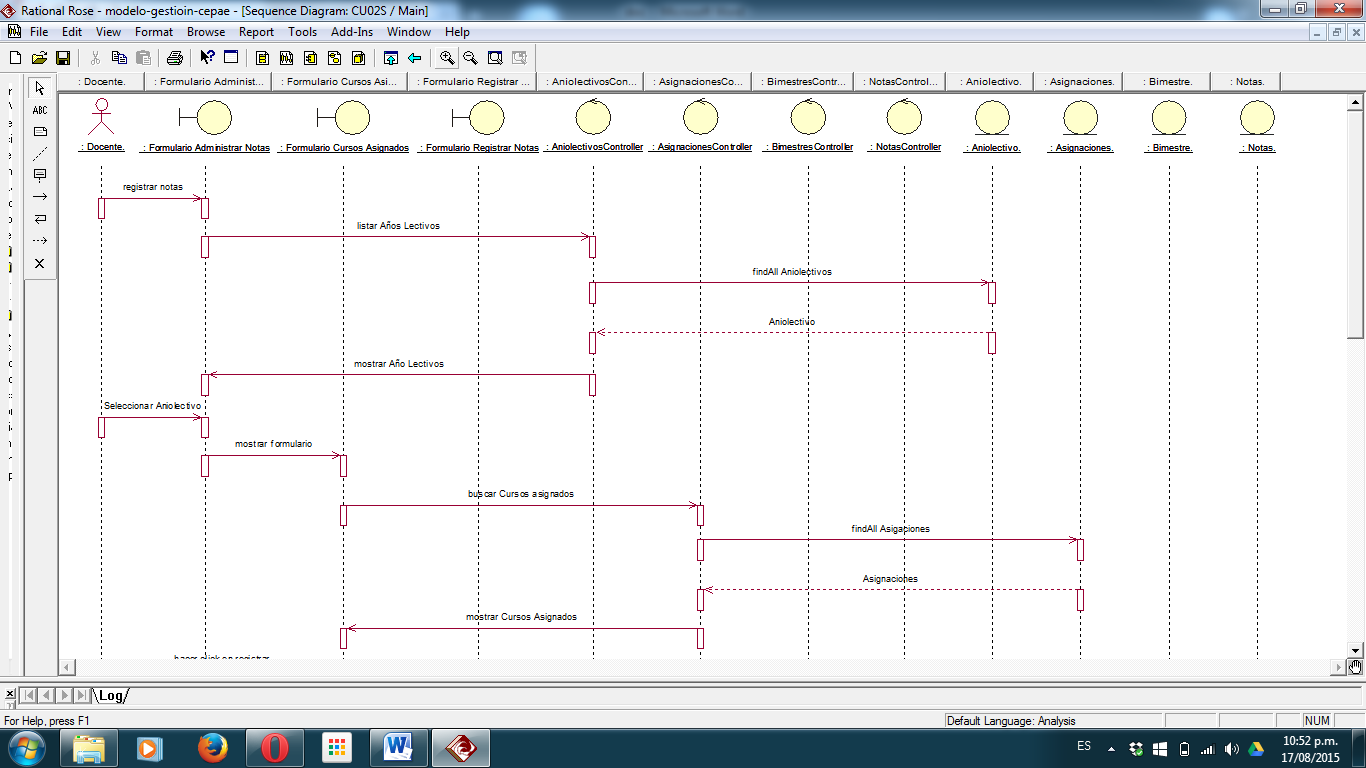 Rational Rose - modelo-gestioin-cepae - [Sequence Diagram: CU02S / Main]
File Edit View Format Browse Report Tools Add-Ins Window Help
: Docente. : Formulario Administ... : Formulario Cursos Asi... : Formulario Registrar ... : AniolectivosCon... : AsignacionesCo... : BimestresContr... : NotasControl... : Aniolectivo. : Asignaciones. : Bimestre. : Notas.
ABC
: Docente. : Formulario Administrar Notas : Formulario Cursos Asignados : Formulario Registrar Notas : AniolectivosController : AsignacionesController : BimestresController : NotasController : Aniolectivo. : Asignaciones. : Bimestre. : Notas.
registrar notas
listar Años Lectivos
findAll Aniolectivos
Aniolectivo
mostrar Año Lectivos
Seleccionar Aniolectivo
mostrar formulario
buscar Cursos asignados
findAll Asigaciones
Asignaciones
mostrar Cursos Asignados
hacer click en registrar
Log
For Help, press F1
Default Language: Analysis
NUM
ES
10:52 p.m.
17/08/2015